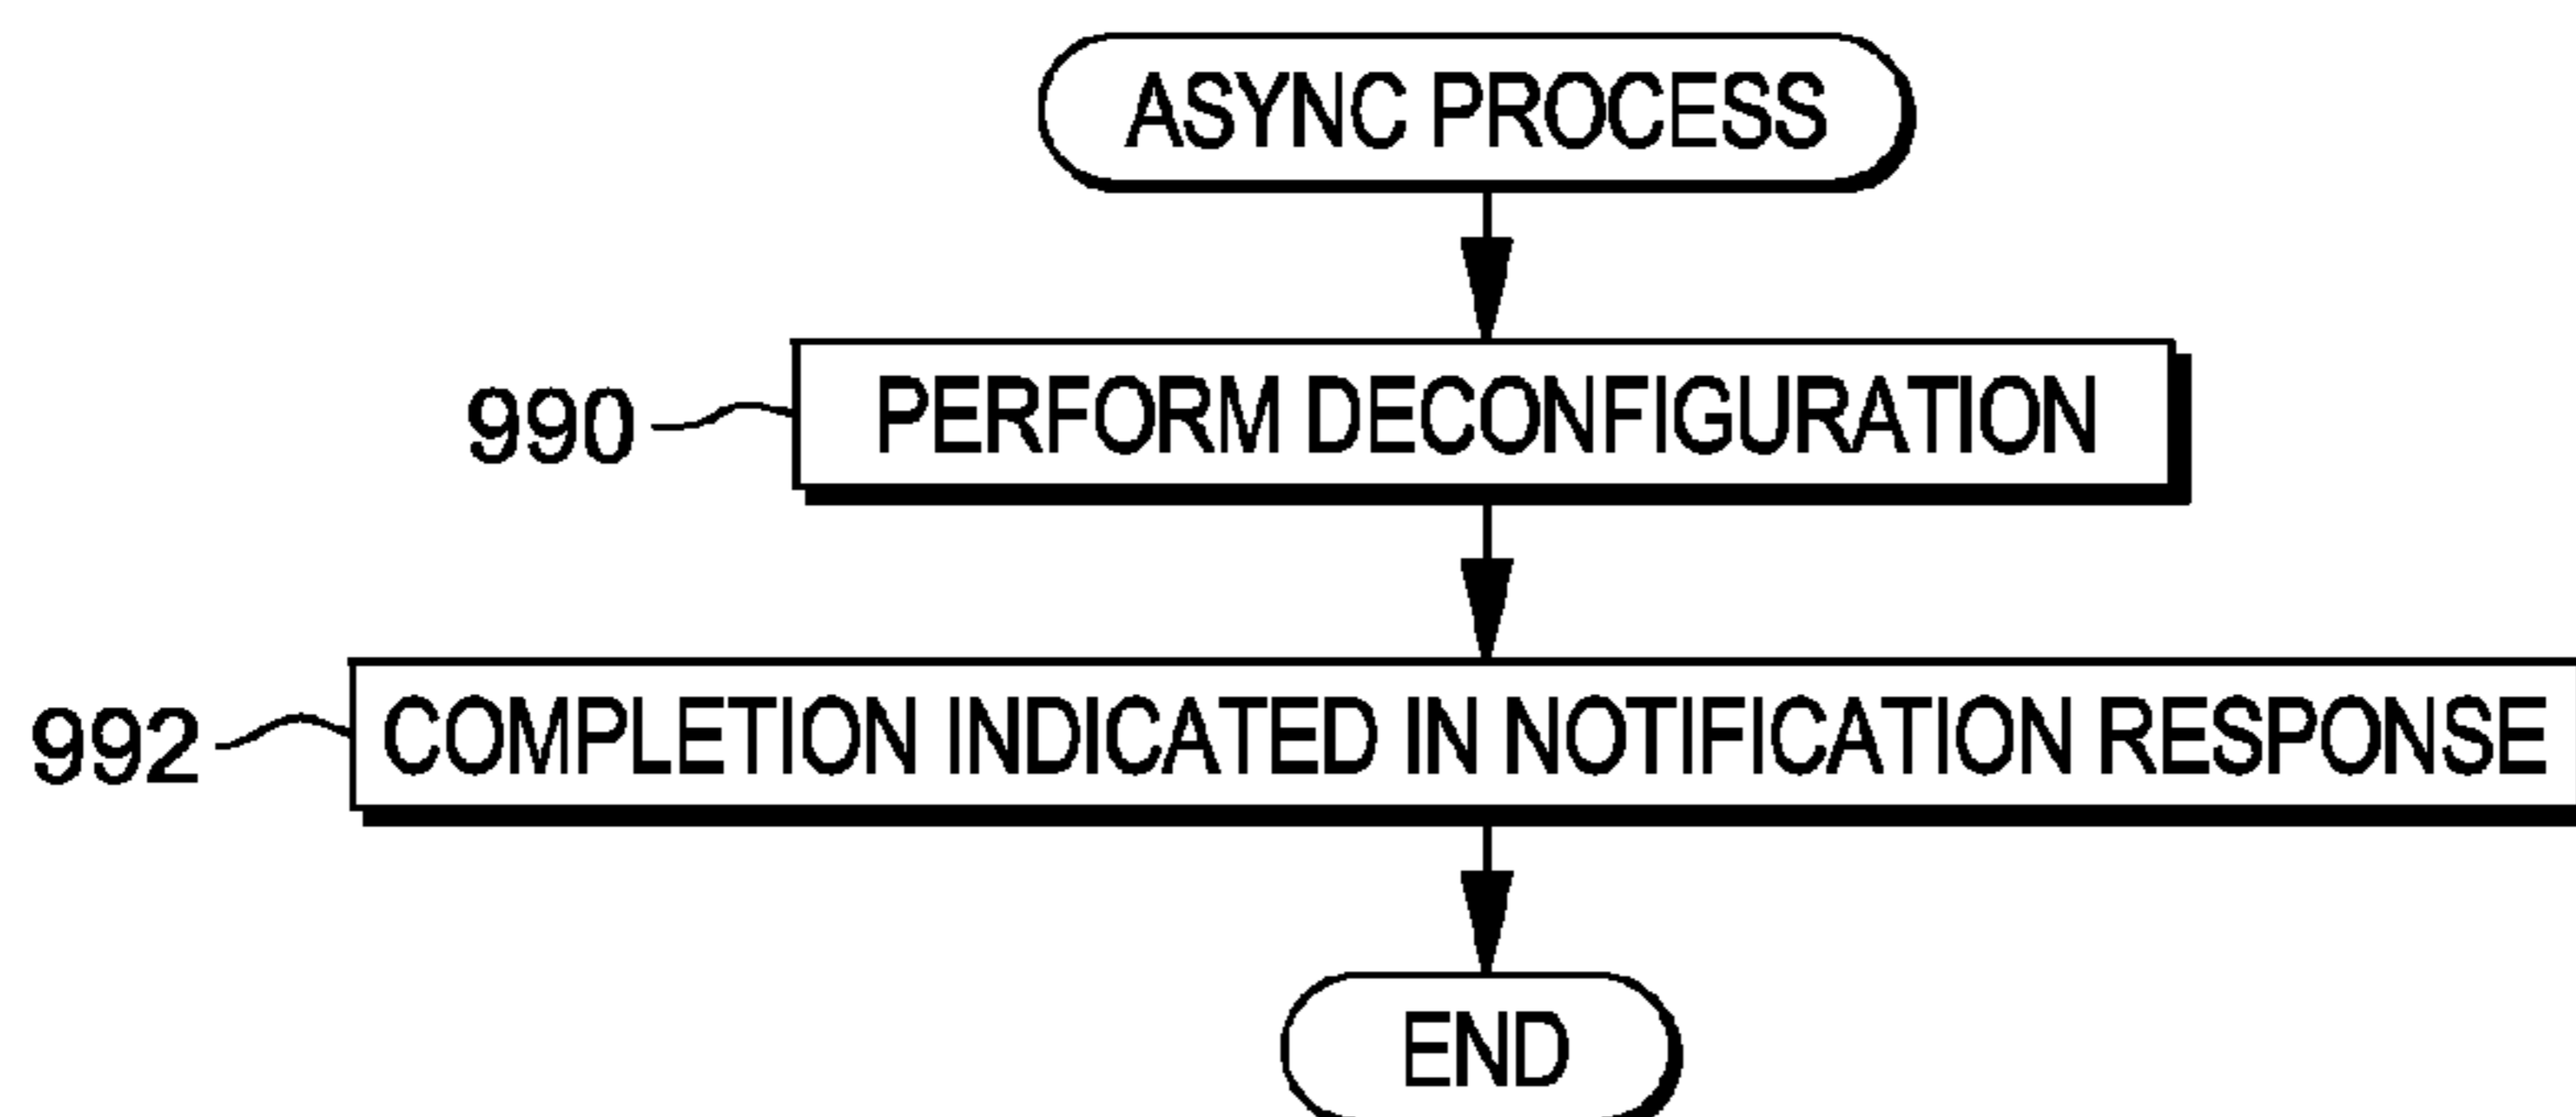 ASYNC PROCESS
990 PERFORM DECONFIGURATION
992 COMPLETION INDICATED IN NOTIFICATION RESPONSE
END